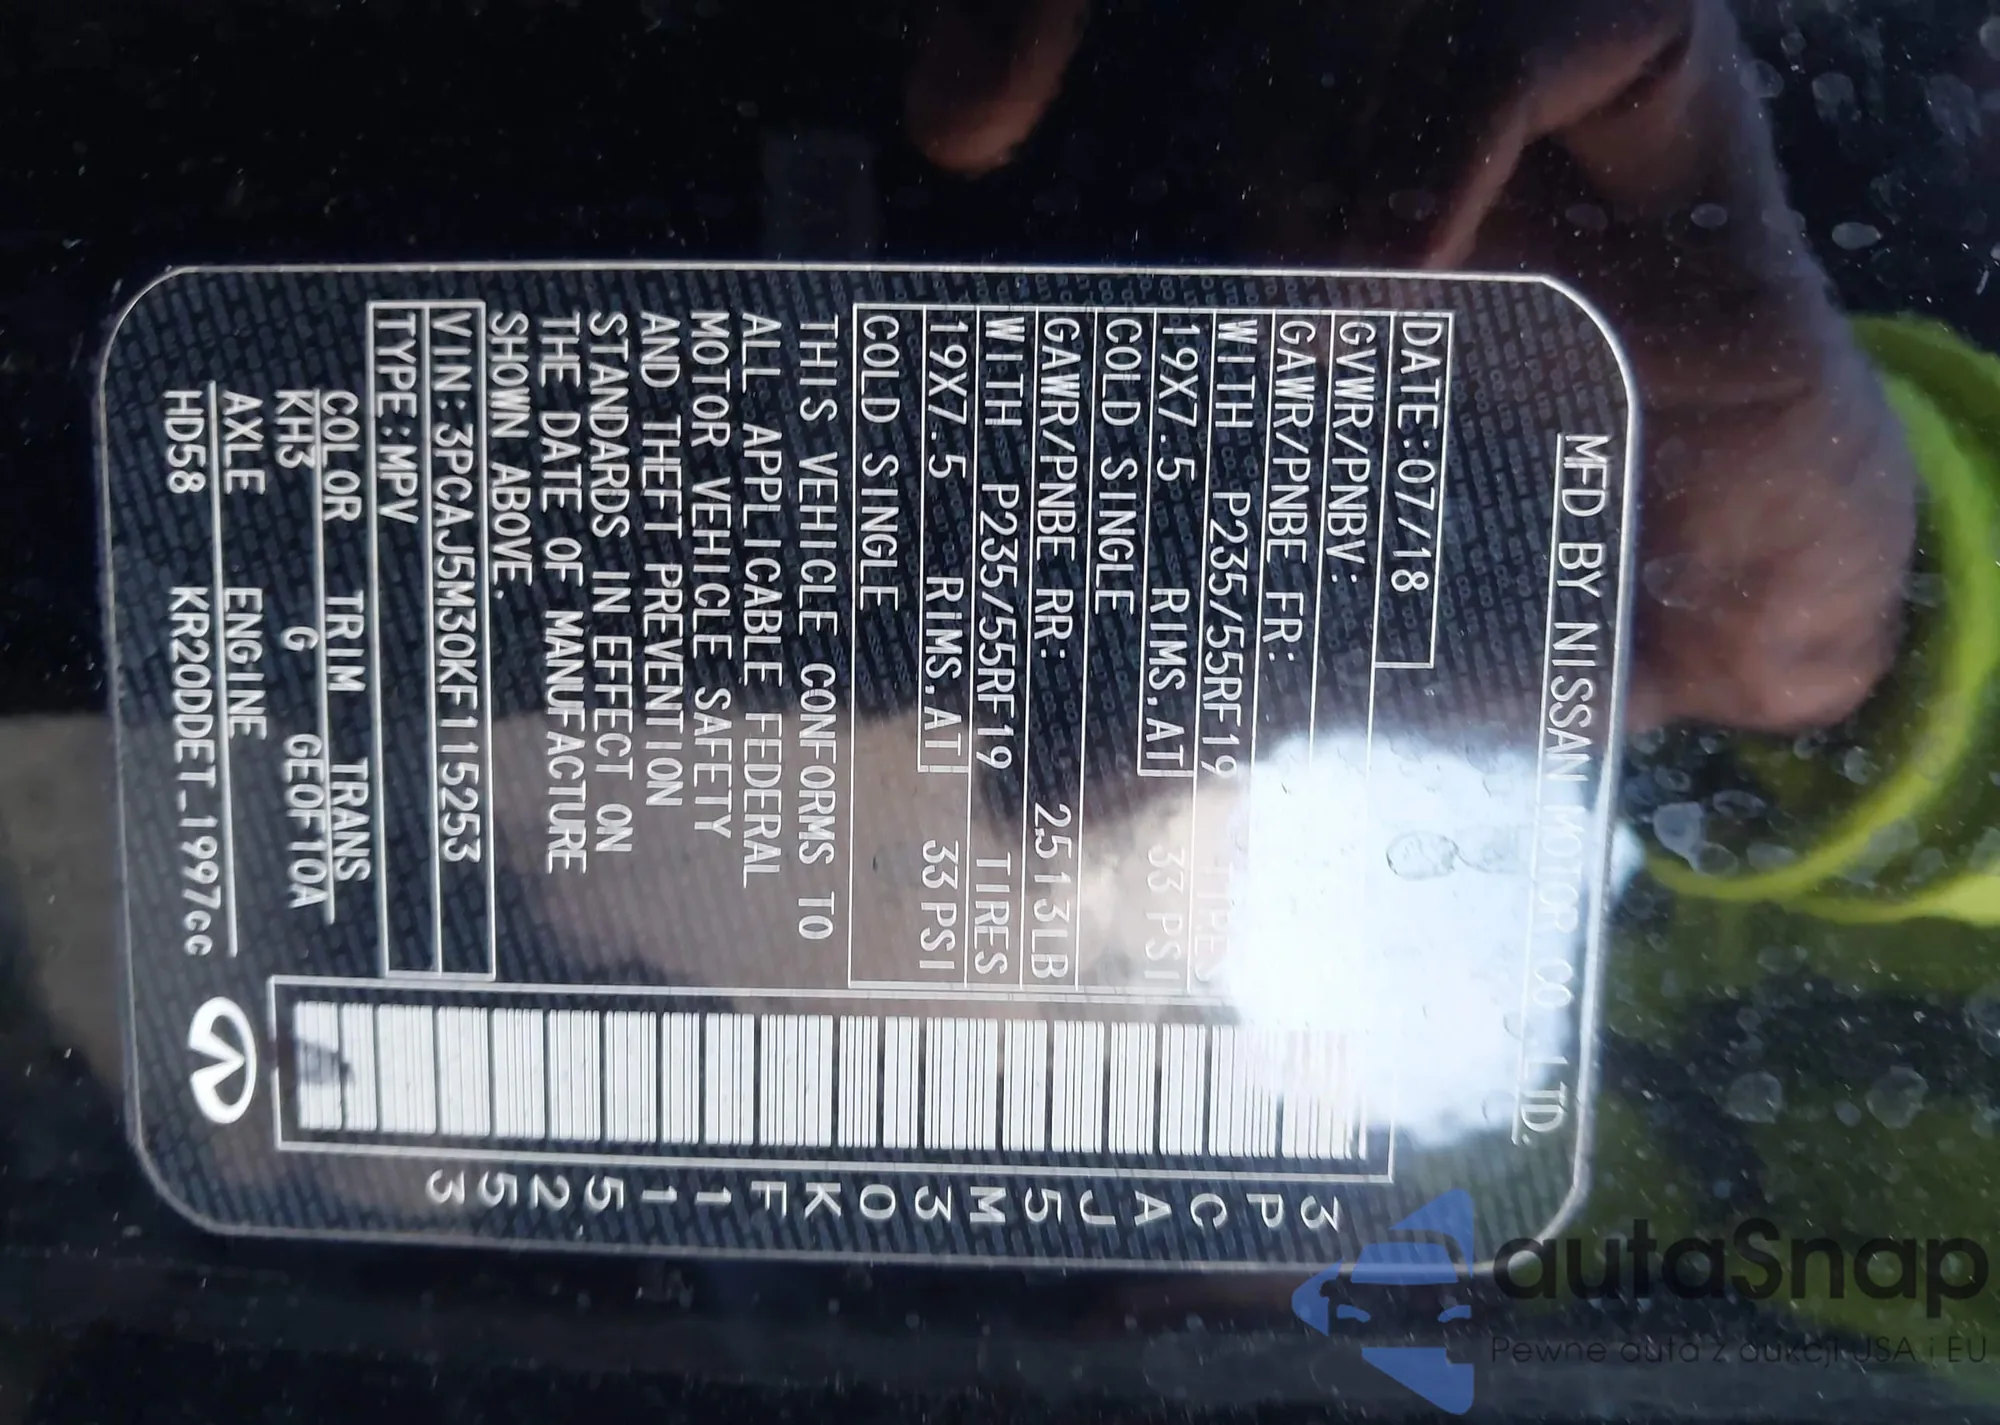 MFD BY NISSAN MOTOR CO.,LTD.
DATE:07/18
GVWR/PNBV:
GAWR/PNBE FR:
WITH P235/55RF19 TIRES
19X7.5 RIMS,AT 33 PSI
COLD SINGLE
GAWR/PNBE RR: 2513LB
WITH P235/55RF19 TIRES
19X7.5 RIMS,AT 33 PSI
COLD SINGLE
THIS VEHICLE CONFORMS TO
ALL APPLICABLE FEDERAL
MOTOR VEHICLE SAFETY
AND THEFT PREVENTION
STANDARDS IN EFFECT ON
THE DATE OF MANUFACTURE
SHOWN ABOVE.
VIN:3PCAJ5M30KF115253
TYPE:MPV
COLOR TRIM TRANS
KH3 G GEOF10A
AXLE ENGINE
HD58 KR20DDET_1997cc
3PCAJ5M30KF115253
autaSnap
Pewne auta z aukcji USA i EU